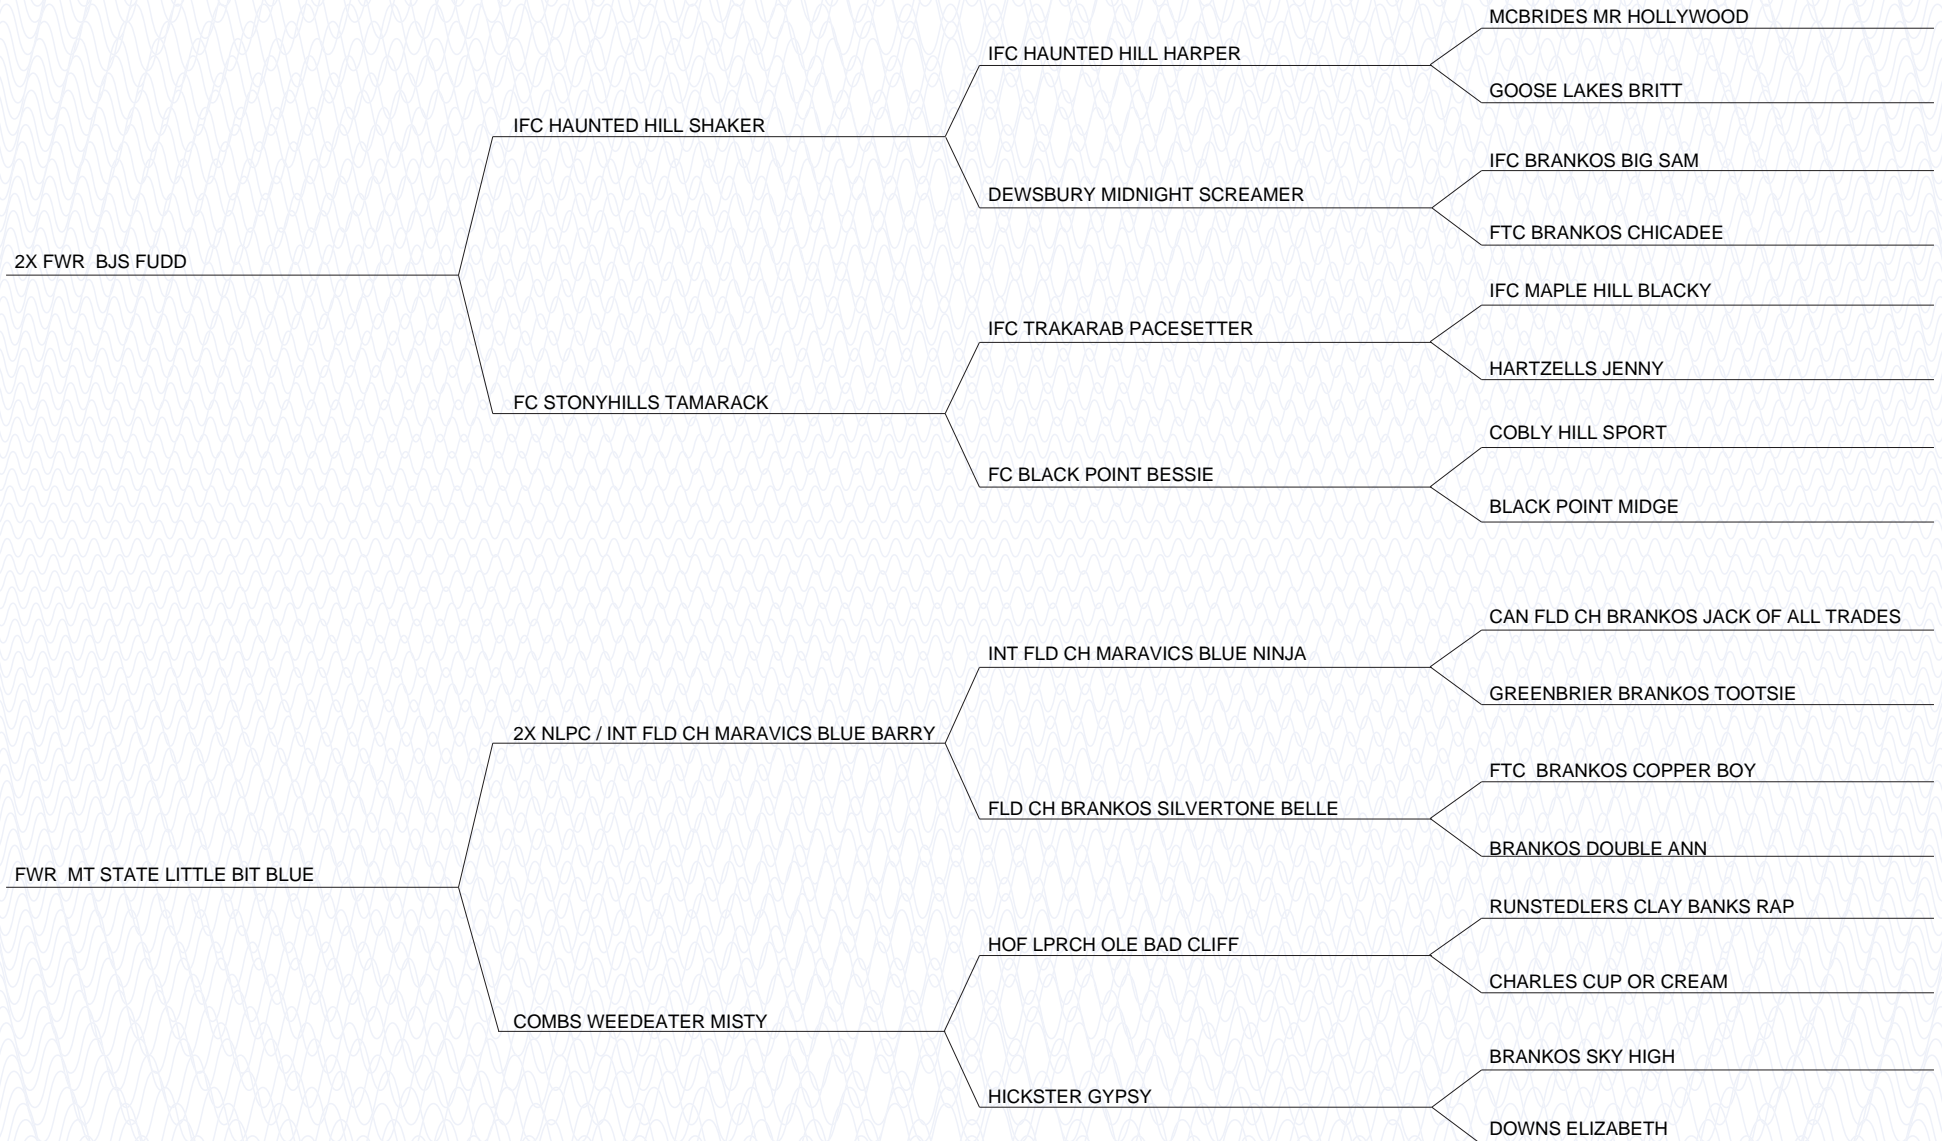 MCBRIDES MR HOLLYWOOD
IFC HAUNTED HILL HARPER
GOOSE LAKES BRITT
IFC HAUNTED HILL SHAKER
IFC BRANKOS BIG SAM
DEWSBURY MIDNIGHT SCREAMER
FTC BRANKOS CHICADEE
2X FWR  BJS FUDD
IFC MAPLE HILL BLACKY
IFC TRAKARAB PACESETTER
HARTZELLS JENNY
FC STONYHILLS TAMARACK
COBLY HILL SPORT
FC BLACK POINT BESSIE
BLACK POINT MIDGE
CAN FLD CH BRANKOS JACK OF ALL TRADES
INT FLD CH MARAVICS BLUE NINJA
GREENBRIER BRANKOS TOOTSIE
2X NLPC / INT FLD CH MARAVICS BLUE BARRY
FTC  BRANKOS COPPER BOY
FLD CH BRANKOS SILVERTONE BELLE
BRANKOS DOUBLE ANN
FWR  MT STATE LITTLE BIT BLUE
RUNSTEDLERS CLAY BANKS RAP
HOF LPRCH OLE BAD CLIFF
CHARLES CUP OR CREAM
COMBS WEEDEATER MISTY
BRANKOS SKY HIGH
HICKSTER GYPSY
DOWNS ELIZABETH